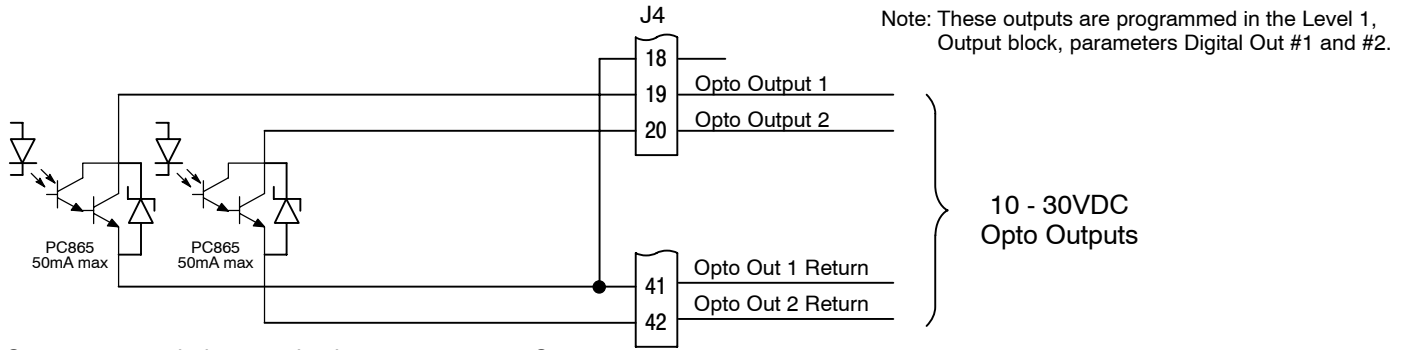 J4
Note: These outputs are programmed in the Level 1,
Output block, parameters Digital Out #1 and #2.
18
19 Opto Output 1
20 Opto Output 2
10 - 30VDC
Opto Outputs
PC865
50mA max
PC865
50mA max
41 Opto Out 1 Return
42 Opto Out 2 Return